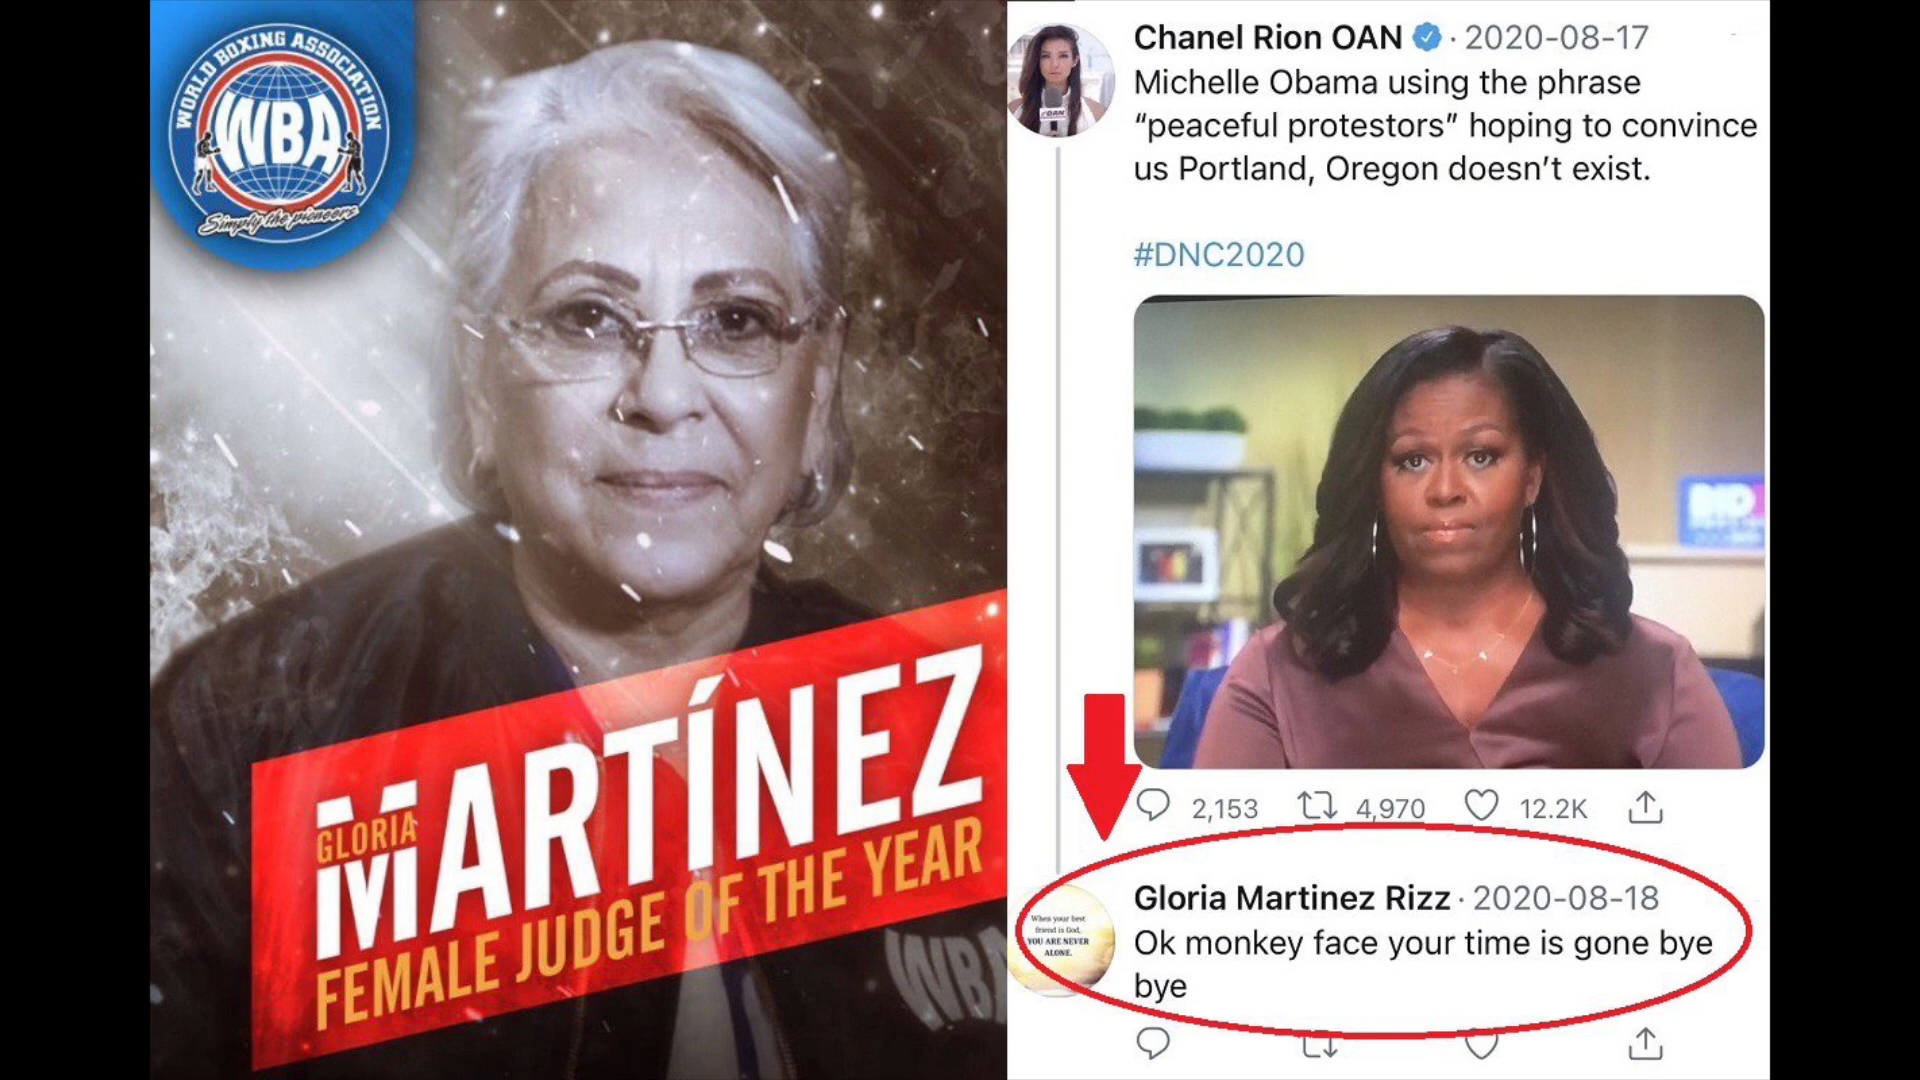 WORLD BOXING ASSOCIATION
WBA
Simply the pioneers
GLORIA
MARTÍNEZ
FEMALE JUDGE OF THE YEAR
WBA
Chanel Rion OAN · 2020-08-17
Michelle Obama using the phrase
“peaceful protestors” hoping to convince
us Portland, Oregon doesn’t exist.
#DNC2020
OAN
2,153 4,970 12.2K
Gloria Martinez Rizz · 2020-08-18
When your best
friend is God,
YOU ARE NEVER
ALONE.
Ok monkey face your time is gone bye
bye